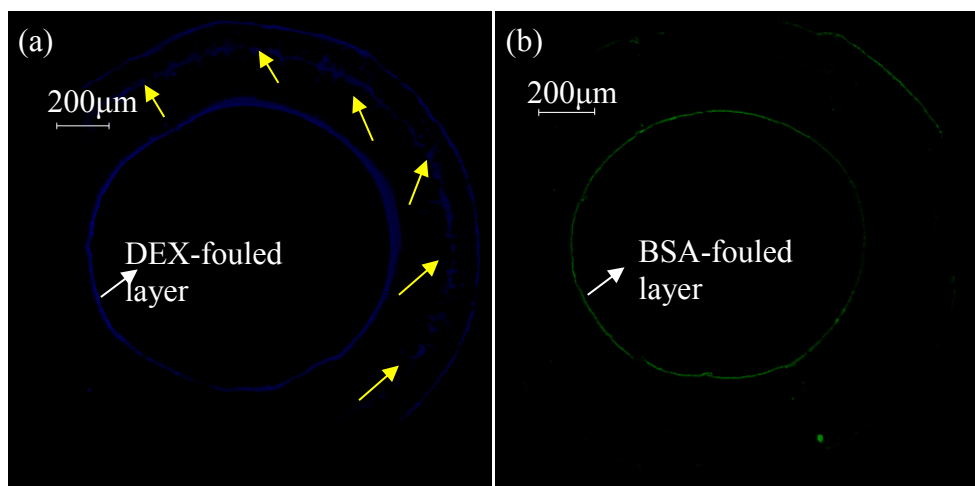 (a)
200μm
DEX-fouled
layer
(b)
200μm
BSA-fouled
layer